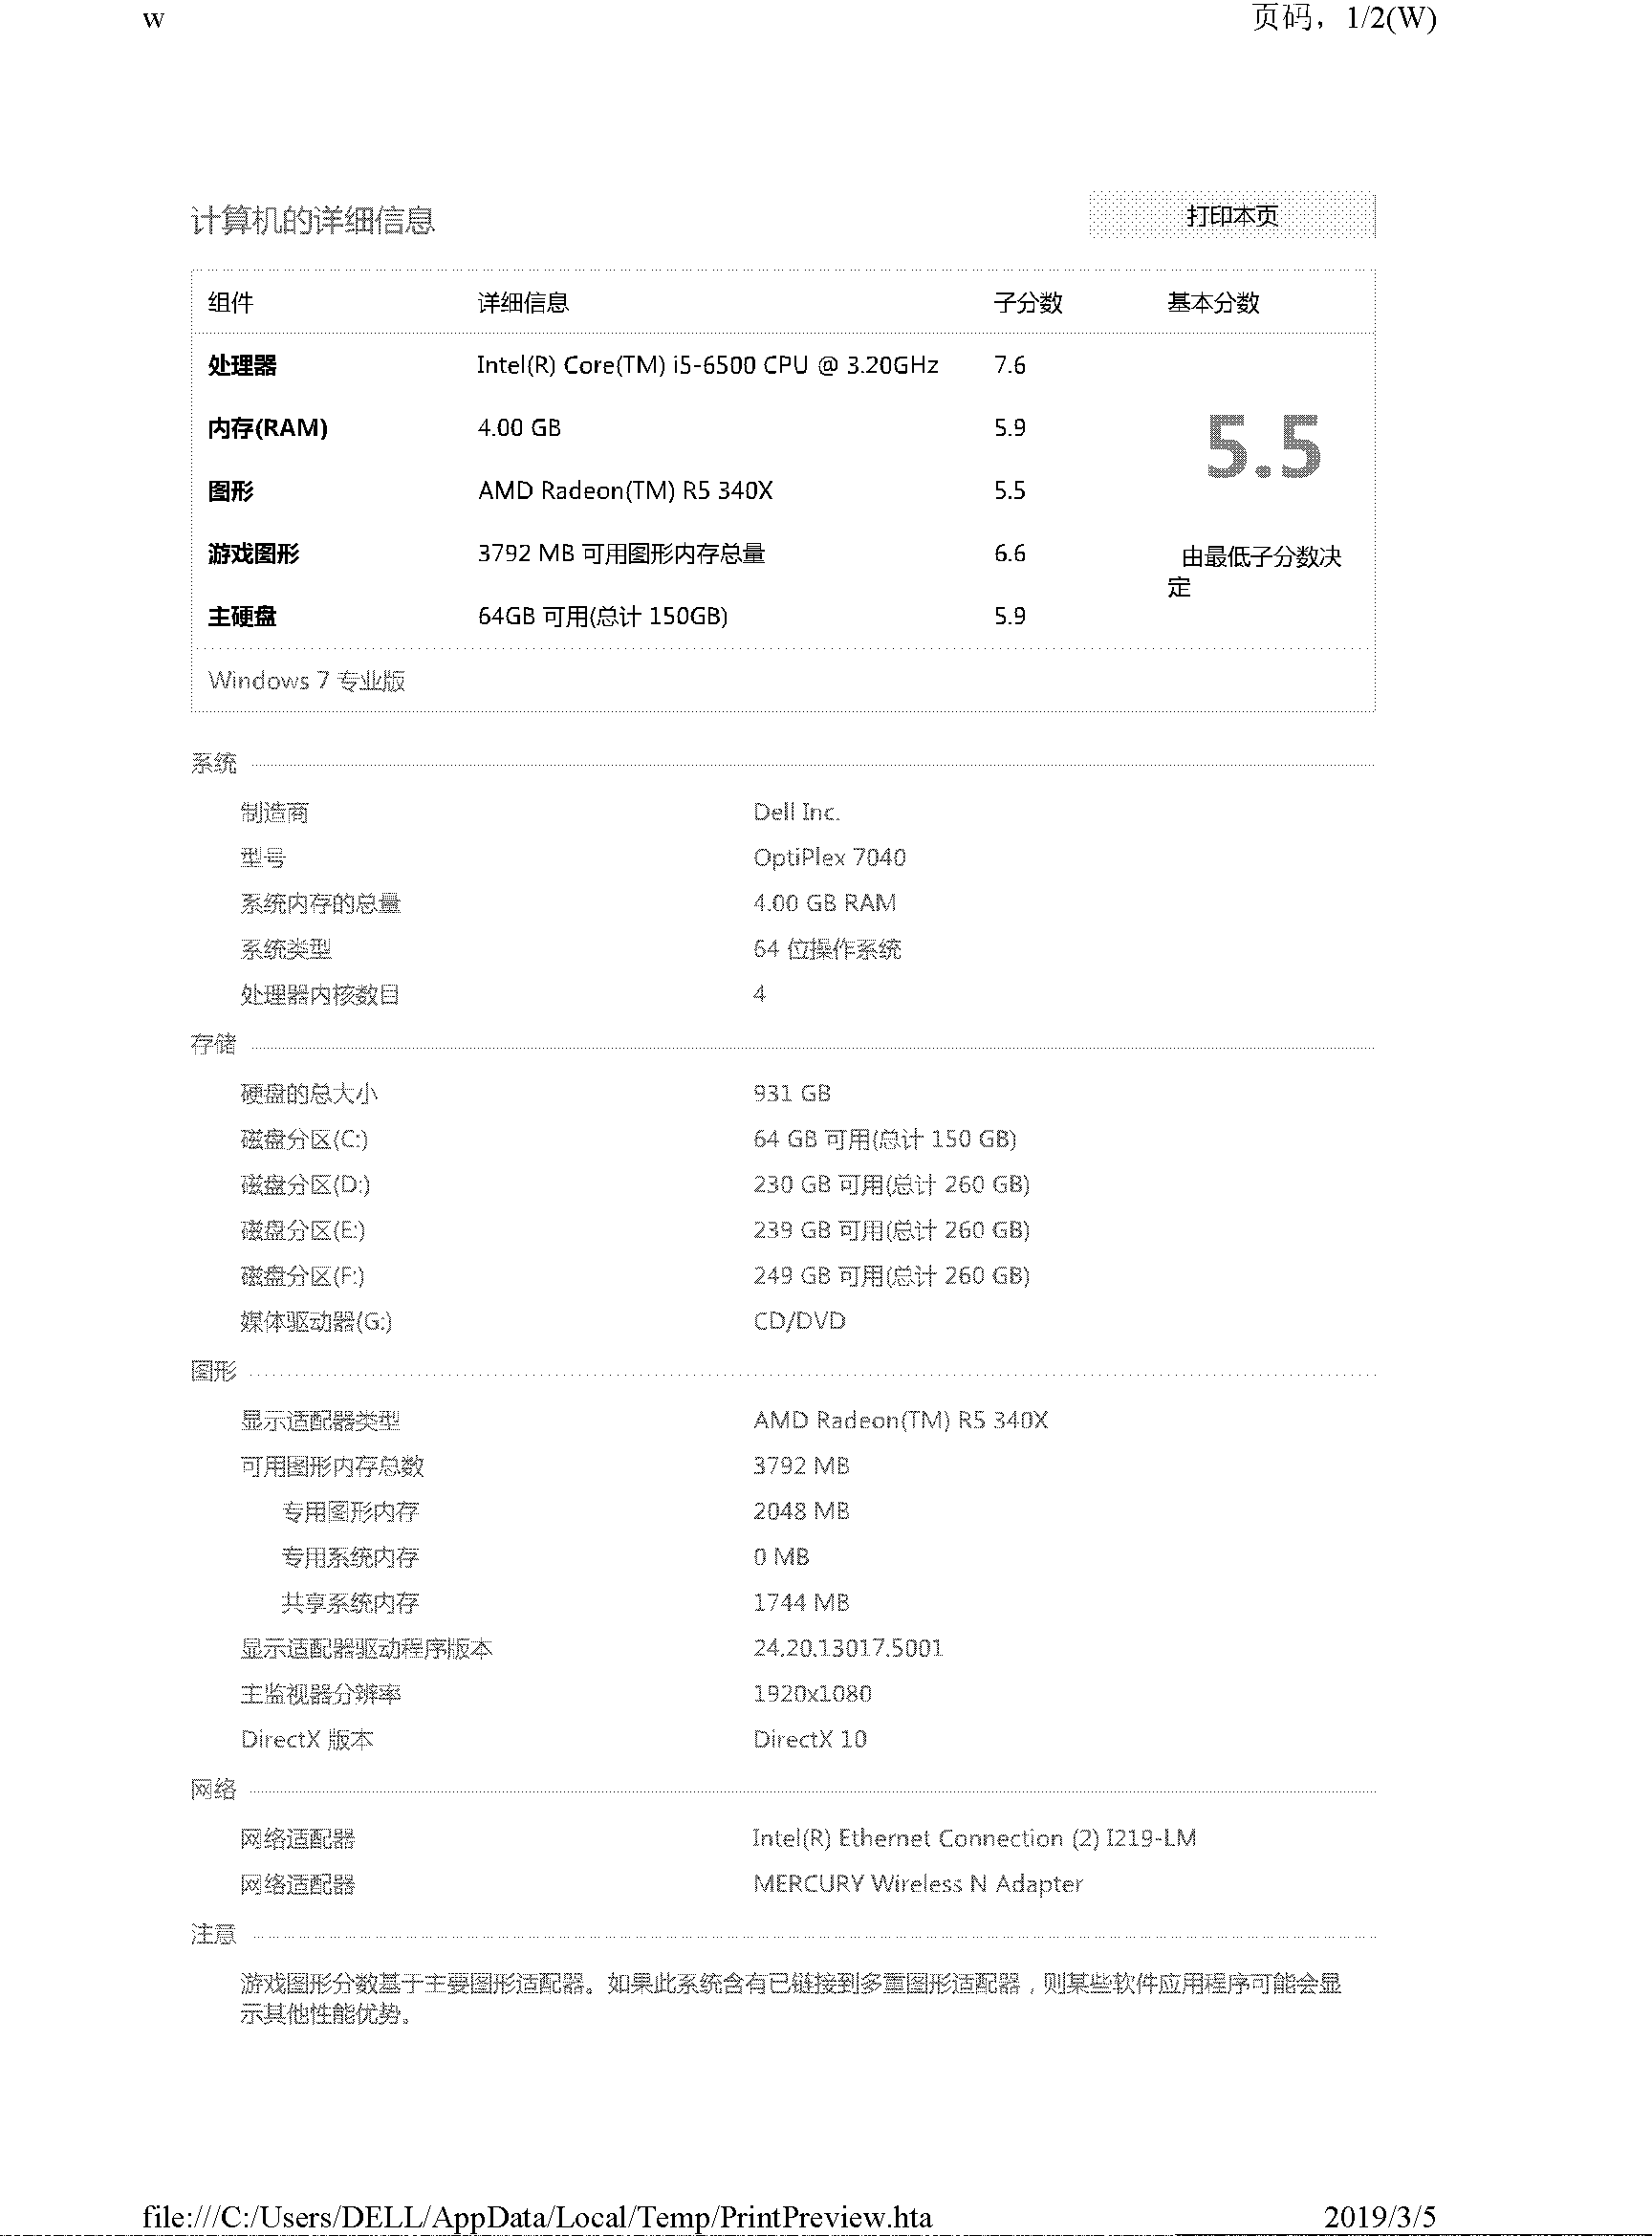 w
页码，1/2(W)
计算机的详细信息
打印本页
组件 详细信息 子分数 基本分数
处理器 Intel(R) Core(TM) i5-6500 CPU @ 3.20GHz 7.6
内存(RAM) 4.00 GB 5.9
5.5
图形 AMD Radeon(TM) R5 340X 5.5
游戏图形 3792 MB 可用图形内存总量 6.6
由最低子分数决
定
主硬盘 64GB 可用(总计 150GB) 5.9
Windows 7 专业版
系统
制造商 Dell Inc.
型号 OptiPlex 7040
系统内存的总量 4.00 GB RAM
系统类型 64 位操作系统
处理器内核数目 4
存储
硬盘的总大小 931 GB
磁盘分区(C:) 64 GB 可用(总计 150 GB)
磁盘分区(D:) 230 GB 可用(总计 260 GB)
磁盘分区(E:) 239 GB 可用(总计 260 GB)
磁盘分区(F:) 249 GB 可用(总计 260 GB)
媒体驱动器(G:) CD/DVD
图形
显示适配器类型 AMD Radeon(TM) R5 340X
可用图形内存总数 3792 MB
专用图形内存 2048 MB
专用系统内存 0 MB
共享系统内存 1744 MB
显示适配器驱动程序版本 24.20.13017.5001
主监视器分辨率 1920x1080
DirectX 版本 DirectX 10
网络
网络适配器 Intel(R) Ethernet Connection (2) I219-LM
网络适配器 MERCURY Wireless N Adapter
注意
游戏图形分数基于主要图形适配器。如果此系统含有已链接到多重图形适配器，则某些软件应用程序可能会显
示其他性能优势。
file:///C:/Users/DELL/AppData/Local/Temp/PrintPreview.hta
2019/3/5